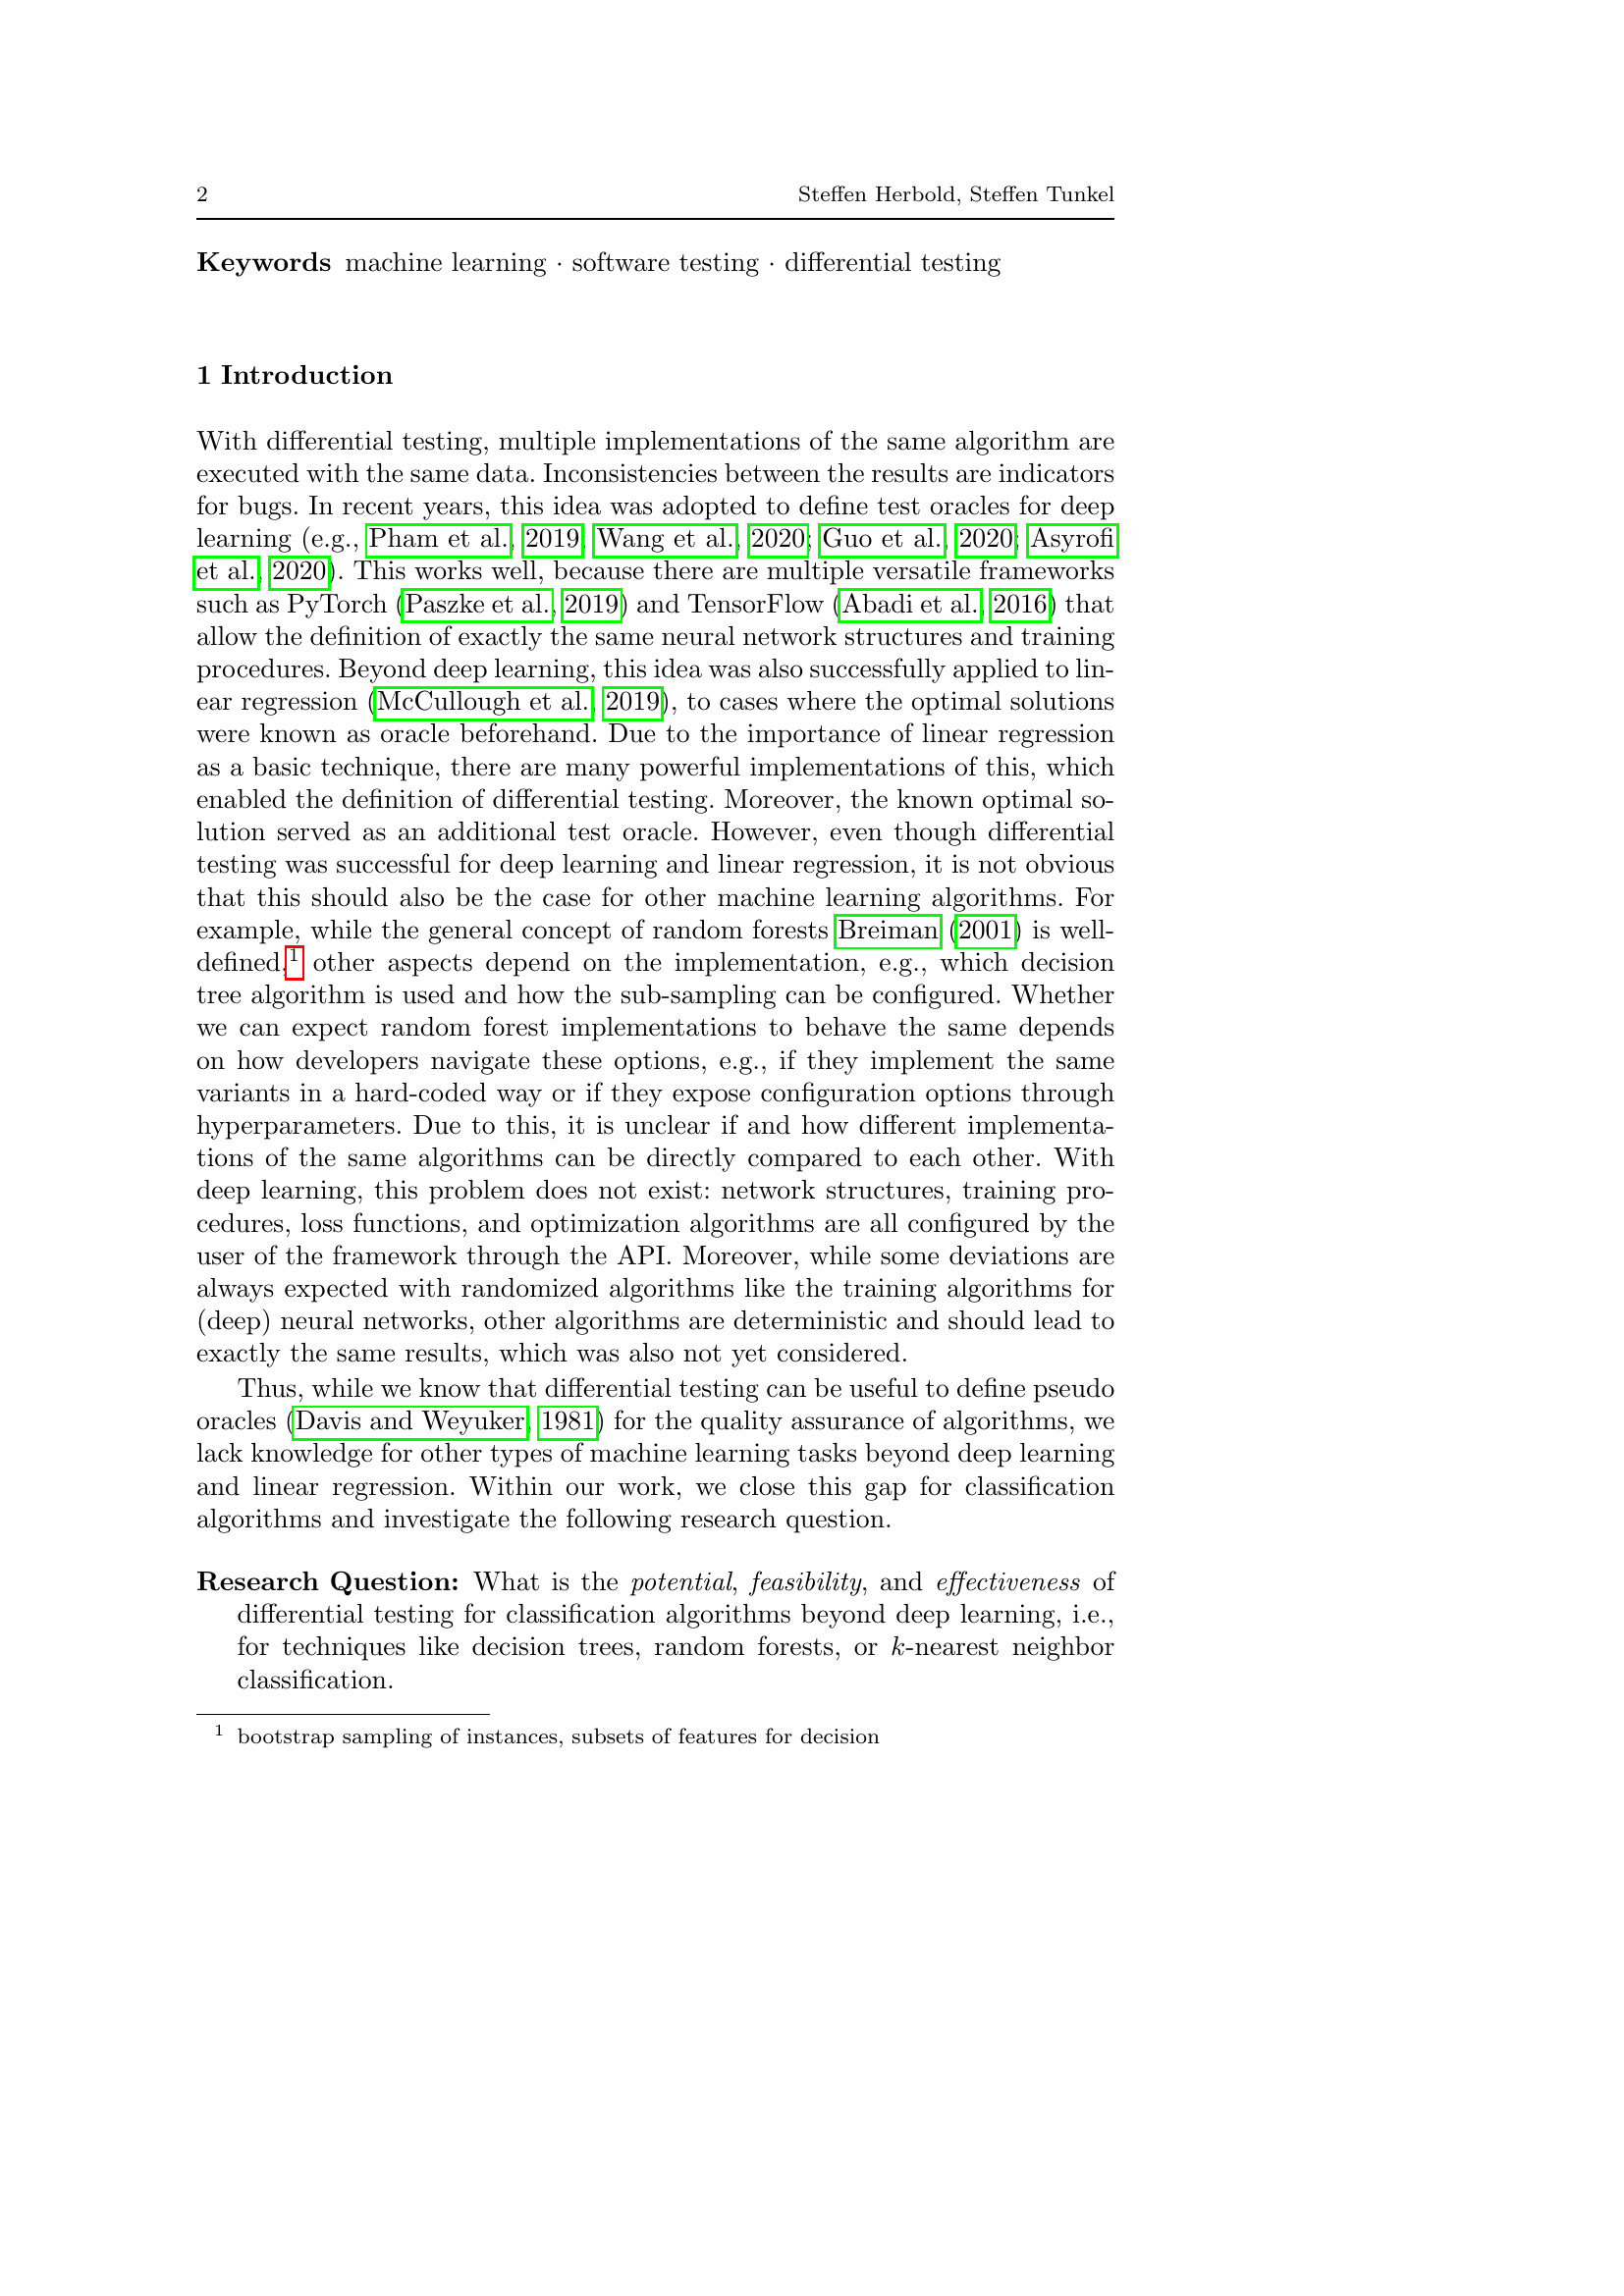 2 Steffen Herbold, Steffen Tunkel
Keywords machine learning · software testing · differential testing
1 Introduction
With differential testing, multiple implementations of the same algorithm are
executed with the same data. Inconsistencies between the results are indicators
for bugs. In recent years, this idea was adopted to define test oracles for deep
learning (e.g., Pham et al., 2019; Wang et al., 2020; Guo et al., 2020; Asyrofi
et al., 2020). This works well, because there are multiple versatile frameworks
such as PyTorch (Paszke et al., 2019) and TensorFlow (Abadi et al., 2016) that
allow the definition of exactly the same neural network structures and training
procedures. Beyond deep learning, this idea was also successfully applied to lin-
ear regression (McCullough et al., 2019), to cases where the optimal solutions
were known as oracle beforehand. Due to the importance of linear regression
as a basic technique, there are many powerful implementations of this, which
enabled the definition of differential testing. Moreover, the known optimal so-
lution served as an additional test oracle. However, even though differential
testing was successful for deep learning and linear regression, it is not obvious
that this should also be the case for other machine learning algorithms. For
example, while the general concept of random forests Breiman (2001) is well-
defined,1 other aspects depend on the implementation, e.g., which decision
tree algorithm is used and how the sub-sampling can be configured. Whether
we can expect random forest implementations to behave the same depends
on how developers navigate these options, e.g., if they implement the same
variants in a hard-coded way or if they expose configuration options through
hyperparameters. Due to this, it is unclear if and how different implementa-
tions of the same algorithms can be directly compared to each other. With
deep learning, this problem does not exist: network structures, training pro-
cedures, loss functions, and optimization algorithms are all configured by the
user of the framework through the API. Moreover, while some deviations are
always expected with randomized algorithms like the training algorithms for
(deep) neural networks, other algorithms are deterministic and should lead to
exactly the same results, which was also not yet considered.
Thus, while we know that differential testing can be useful to define pseudo
oracles (Davis and Weyuker, 1981) for the quality assurance of algorithms, we
lack knowledge for other types of machine learning tasks beyond deep learning
and linear regression. Within our work, we close this gap for classification
algorithms and investigate the following research question.
Research Question: What is the potential, feasibility, and effectiveness of
differential testing for classification algorithms beyond deep learning, i.e.,
for techniques like decision trees, random forests, or k-nearest neighbor
classification.
1 bootstrap sampling of instances, subsets of features for decision